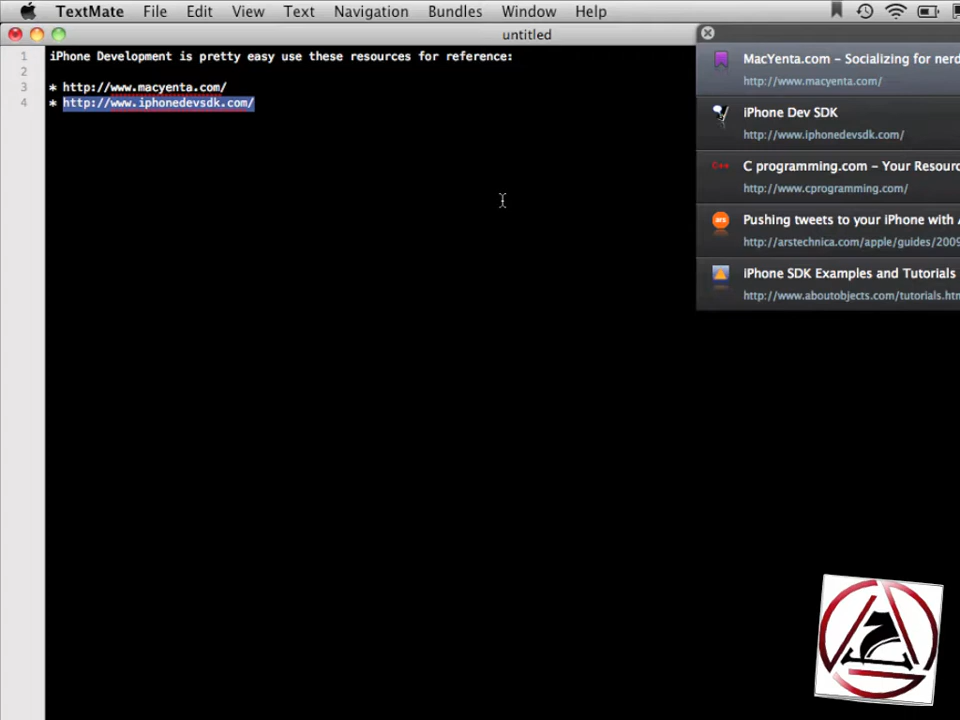 TextMate File Edit View Text Navigation Bundles Window Help
untitled
1 iPhone Development is pretty easy use these resources for reference:
2
3 * http://www.macyenta.com/
4 * http://www.iphonedevsdk.com/
MacYenta.com – Socializing for nerd
http://www.macyenta.com/
iPhone Dev SDK
http://www.iphonedevsdk.com/
C++ C programming.com – Your Resourc
http://www.cprogramming.com/
ars Pushing tweets to your iPhone with
http://arstechnica.com/apple/guides/2009
iPhone SDK Examples and Tutorials
http://www.aboutobjects.com/tutorials.htm